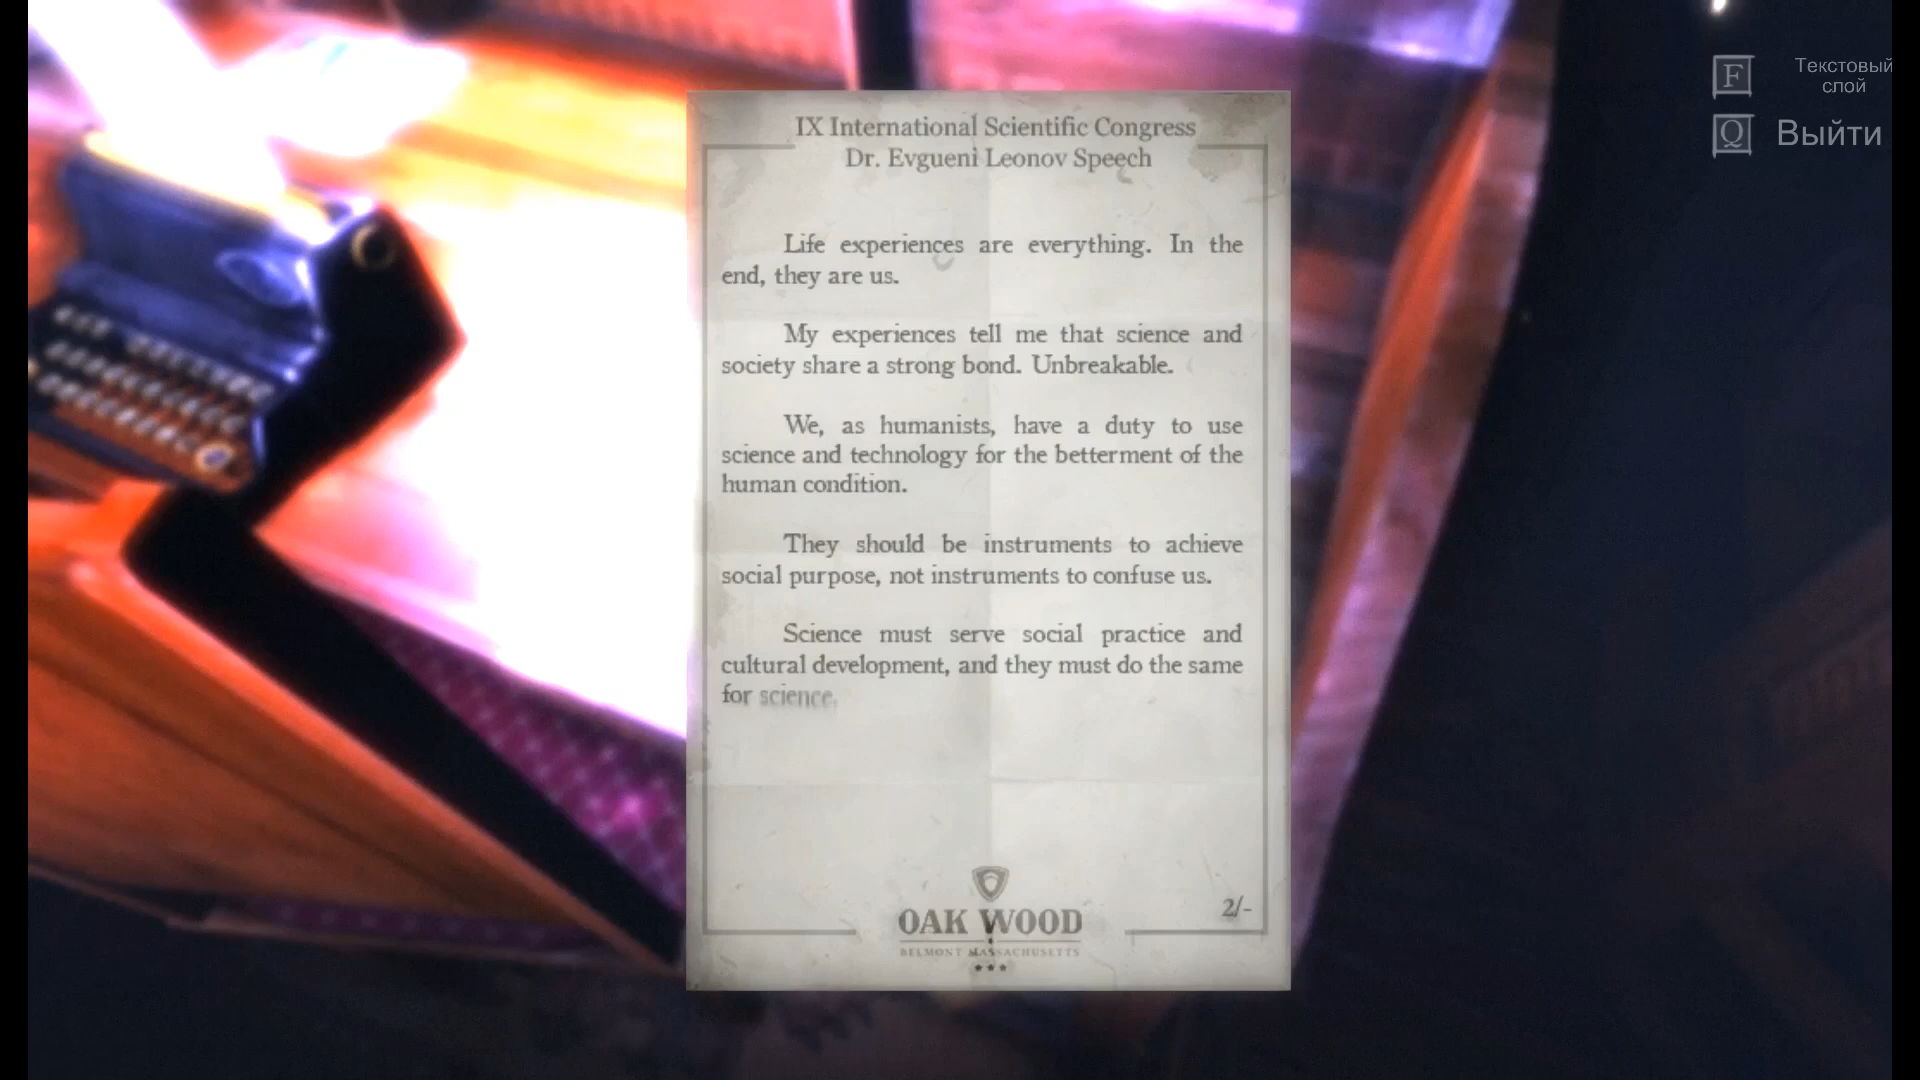 IX International Scientific Congress
Dr. Evgueni Leonov Speech
Life experiences are everything. In the
end, they are us.
My experiences tell me that science and
society share a strong bond. Unbreakable.
We, as humanists, have a duty to use
science and technology for the betterment of the
human condition.
They should be instruments to achieve
social purpose, not instruments to confuse us.
Science must serve social practice and
cultural development, and they must do the same
for science.
2/-
OAK WOOD
BELMONT MASSACHUSETTS
F Текстовый
слой
Q Выйти